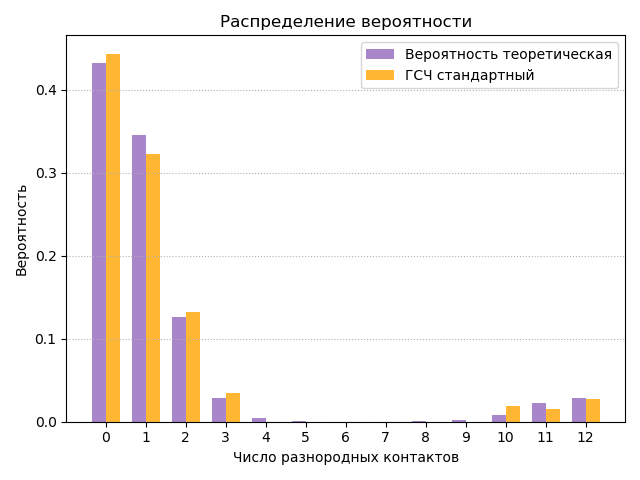 Распределение вероятности
Вероятность теоретическая
ГСЧ стандартный
Вероятность
0.4
0.3
0.2
0.1
0.0
0 1 2 3 4 5 6 7 8 9 10 11 12
Число разнородных контактов